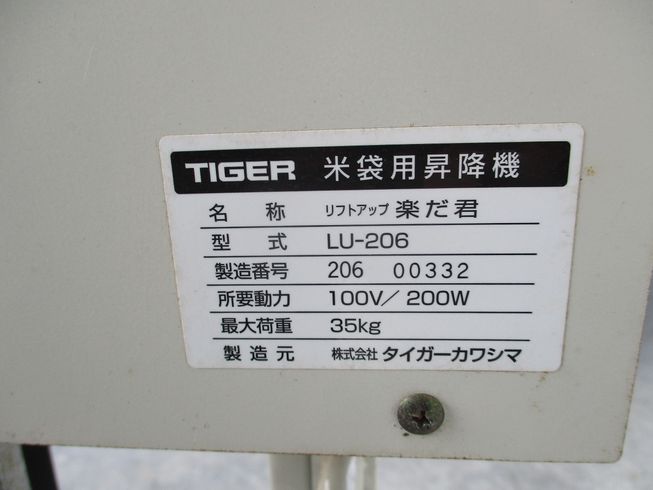 TIGER 米袋用昇降機
名称 リフトアップ 楽だ君
型式 LU-206
製造番号 206 00332
所要動力 100V/200W
最大荷重 35kg
製造元 株式会社 タイガーカワシマ